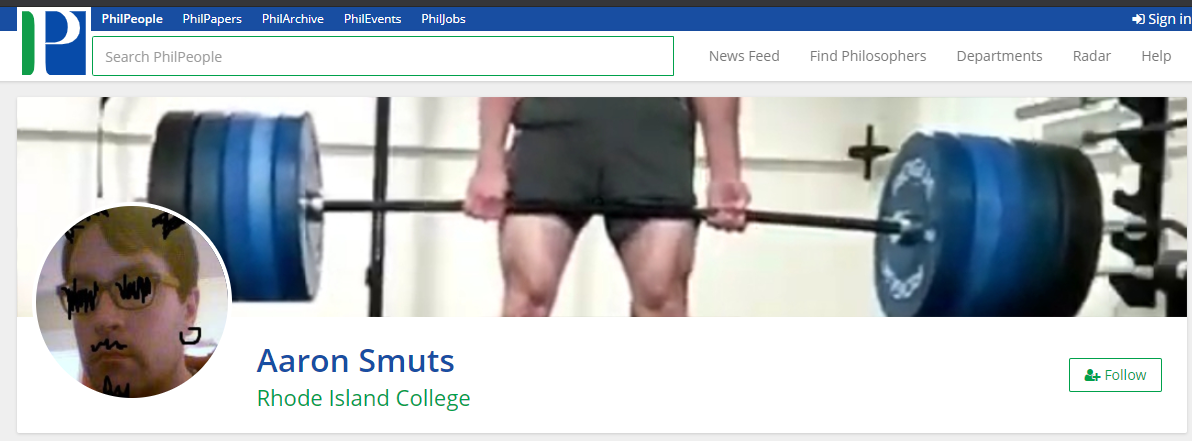 PhilPeople PhilPapers PhilArchive PhilEvents PhilJobs Sign in
Search PhilPeople News Feed Find Philosophers Departments Radar Help
Aaron Smuts
Rhode Island College
Follow